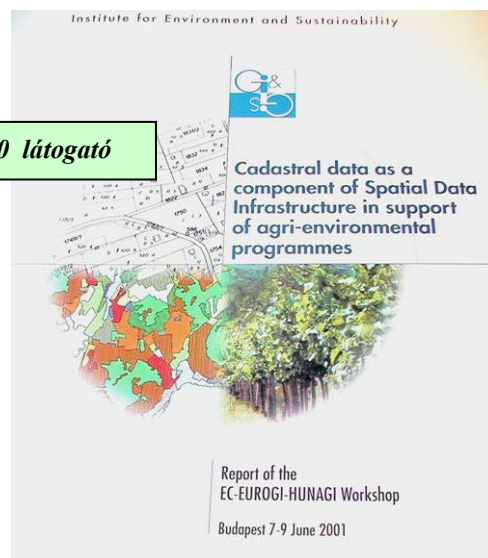 Institute for Environment and Sustainability
0 látogató
Cadastral data as a
component of Spatial Data
Infrastructure in support
of agri-environmental
programmes
Report of the
EC-EUROGI-HUNAGI Workshop
Budapest 7-9 June 2001